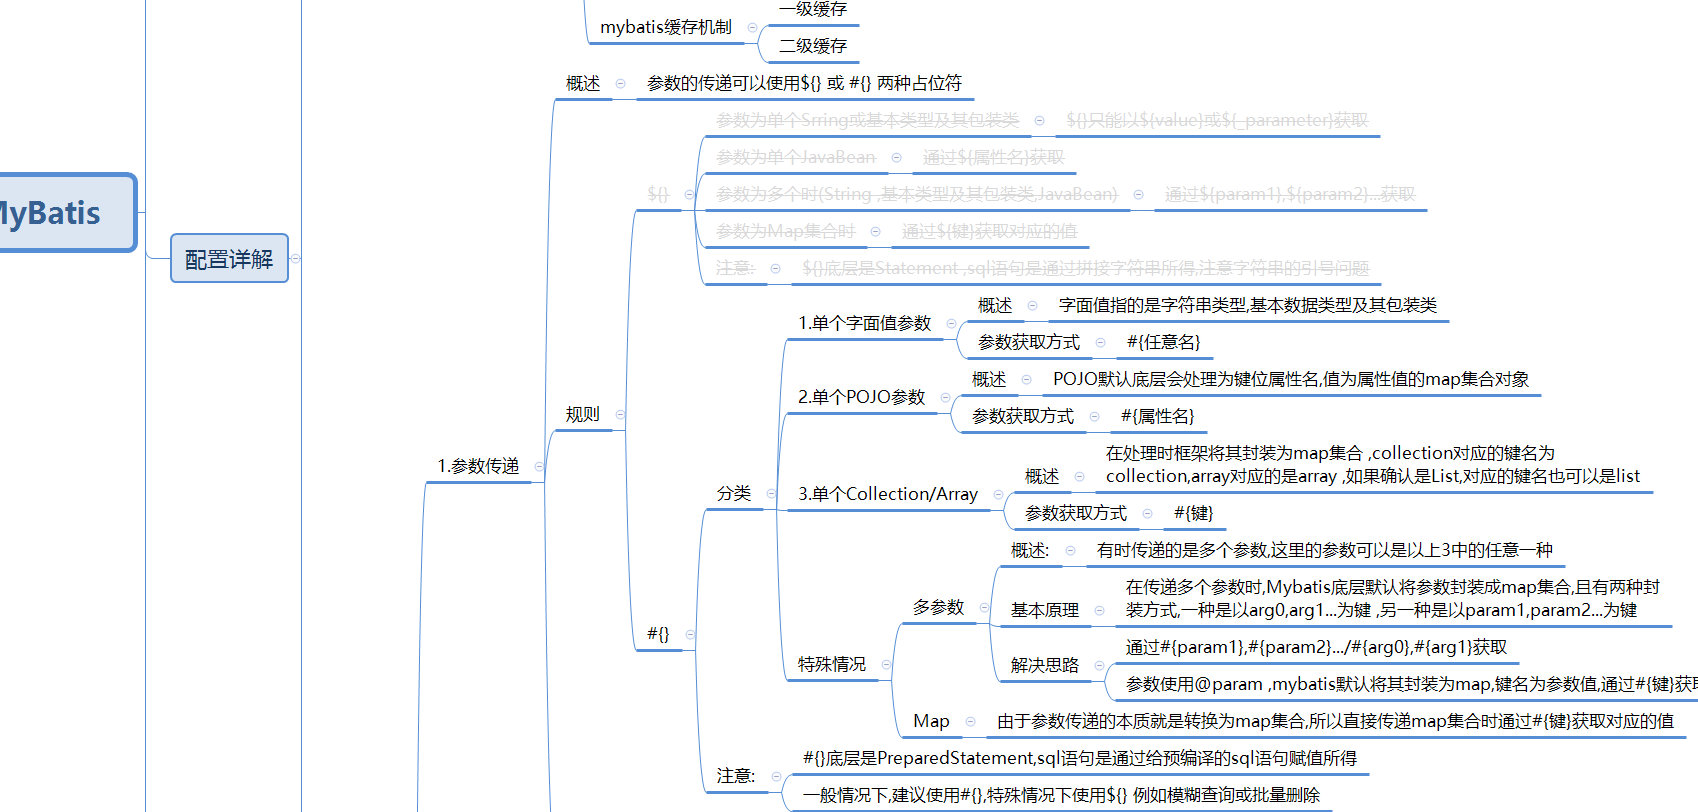 一级缓存
mybatis缓存机制
二级缓存
概述
参数的传递可以使用${} 或 #{} 两种占位符
参数为单个Srring或基本类型及其包装类
${}只能以${value}或${_parameter}获取
参数为单个JavaBean
通过${属性名}获取
${}
参数为多个时(String ,基本类型及其包装类,JavaBean)
通过${param1},${param2}...获取
MyBatis
参数为Map集合时
通过${键}获取对应的值
配置详解
注意:
${}底层是Statement ,sql语句是通过拼接字符串所得,注意字符串的引号问题
概述
字面值指的是字符串类型,基本数据类型及其包装类
1.单个字面值参数
参数获取方式
#{任意名}
概述
POJO默认底层会处理为键位属性名,值为属性值的map集合对象
2.单个POJO参数
规则
参数获取方式
#{属性名}
1.参数传递
在处理时框架将其封装为map集合 ,collection对应的键名为
概述
collection,array对应的是array ,如果确认是List,对应的键名也可以是list
分类
3.单个Collection/Array
参数获取方式
#{键}
概述:
有时传递的是多个参数,这里的参数可以是以上3中的任意一种
在传递多个参数时,Mybatis底层默认将参数封装成map集合,且有两种封
多参数
基本原理
装方式,一种是以arg0,arg1...为键 ,另一种是以param1,param2...为键
#{}
通过#{param1},#{param2}.../#{arg0},#{arg1}获取
特殊情况
解决思路
参数使用@param ,mybatis默认将其封装为map,键名为参数值,通过#{键}获取
Map
由于参数传递的本质就是转换为map集合,所以直接传递map集合时通过#{键}获取对应的值
#{}底层是PreparedStatement,sql语句是通过给预编译的sql语句赋值所得
注意:
一般情况下,建议使用#{},特殊情况下使用${} 例如模糊查询或批量删除